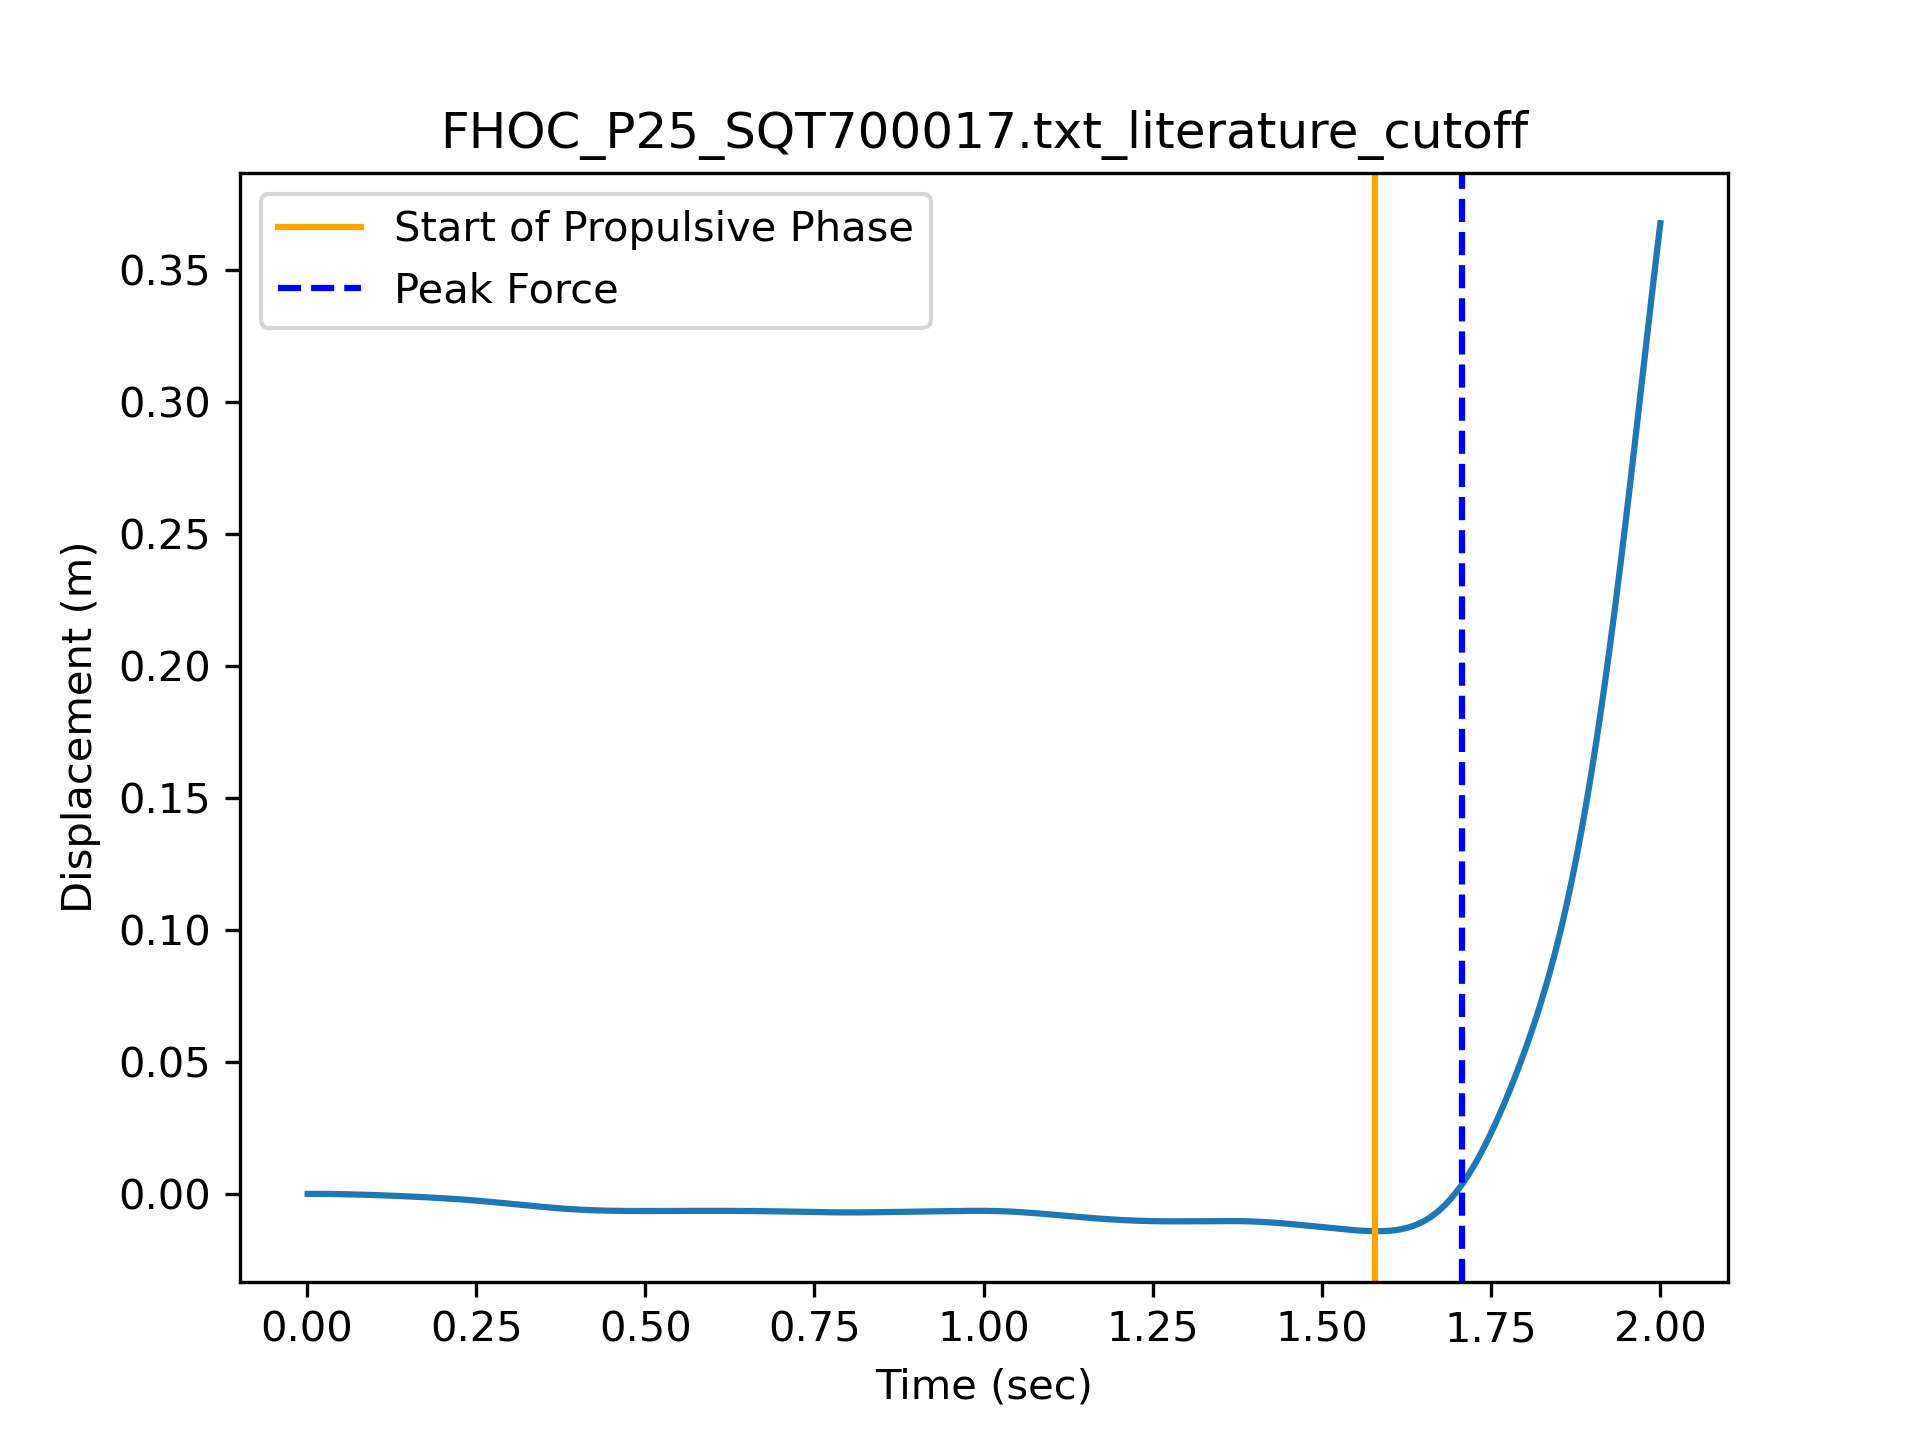 FHOC_P25_SQT700017.txt_literature_cutoff
Start of Propulsive Phase
Peak Force
0.35
0.30
0.25
0.20
0.15
0.10
0.05
0.00
Displacement (m)
0.00 0.25 0.50 0.75 1.00 1.25 1.50 1.75 2.00
Time (sec)